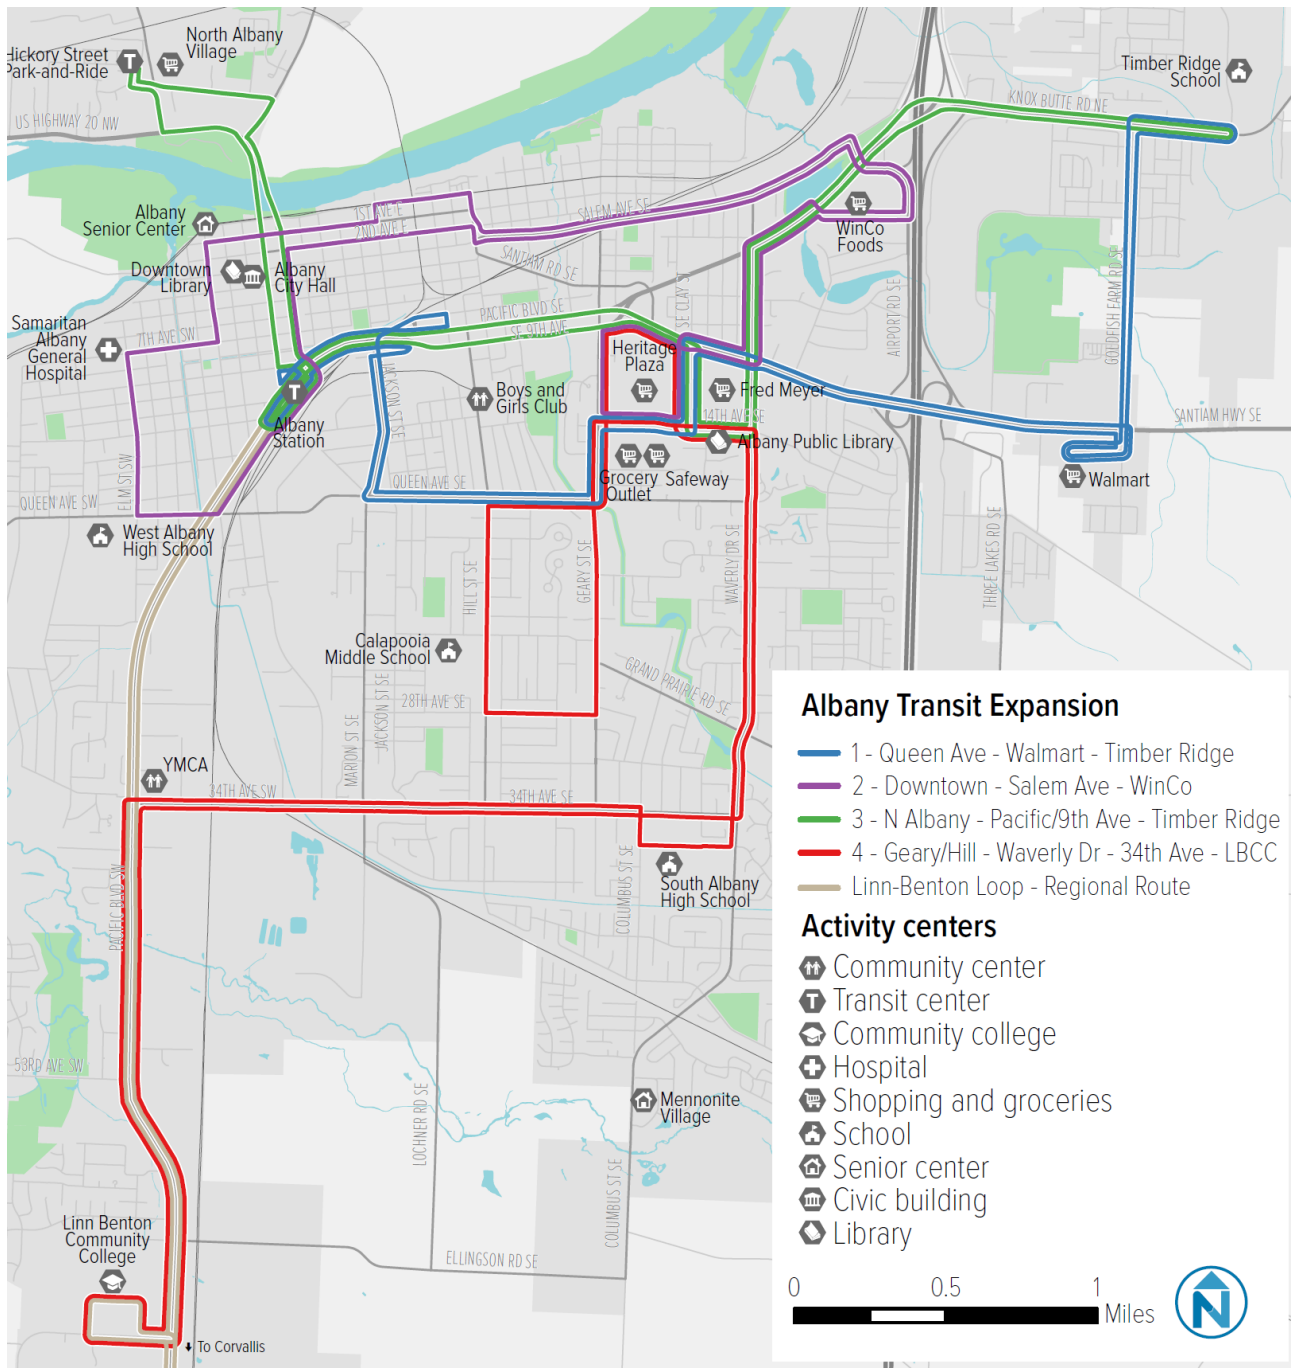 Hickory Street
Park-and-Ride
North Albany
Village
Timber Ridge
School
KNOX BUTTE RD NE
US HIGHWAY 20 NW
Albany
Senior Center
1ST AVE E
2ND AVE E
SALEM AVE SE
WinCo
Foods
SANTIAM RD SE
Downtown
Library
Albany
City Hall
SE CLAY ST
AIRPORT RD SE
GOLDFISH FARM RD SE
Samaritan
Albany
General
Hospital
7TH AVE SW
PACIFIC BLVD SE
SE 9TH AVE
Heritage
Plaza
JACKSON ST SE
Boys and
Girls Club
Fred Meyer
14TH AVE SE
SANTIAM HWY SE
Albany
Station
Albany Public Library
ELM ST SW
QUEEN AVE SE
Grocery
Outlet
Safeway
Walmart
QUEEN AVE SW
West Albany
High School
HILL ST SE
GEARY ST SE
WAVERLY DR SE
THREE LAKES RD SE
Calapooia
Middle School
GRAND PRAIRIE RD SE
28TH AVE SE
JACKSON ST SE
MARION ST SE
YMCA
34TH AVE SW
34TH AVE SE
South Albany
High School
COLUMBUS ST SE
PACIFIC BLVD SW
53RD AVE SW
LOCHNER RD SE
Mennonite
Village
COLUMBUS ST SE
Linn Benton
Community
College
ELLINGSON RD SE
To Corvallis
Albany Transit Expansion
1 - Queen Ave - Walmart - Timber Ridge
2 - Downtown - Salem Ave - WinCo
3 - N Albany - Pacific/9th Ave - Timber Ridge
4 - Geary/Hill - Waverly Dr - 34th Ave - LBCC
Linn-Benton Loop - Regional Route
Activity centers
Community center
T Transit center
Community college
Hospital
Shopping and groceries
School
Senior center
Civic building
Library
0 0.5 1
Miles
N